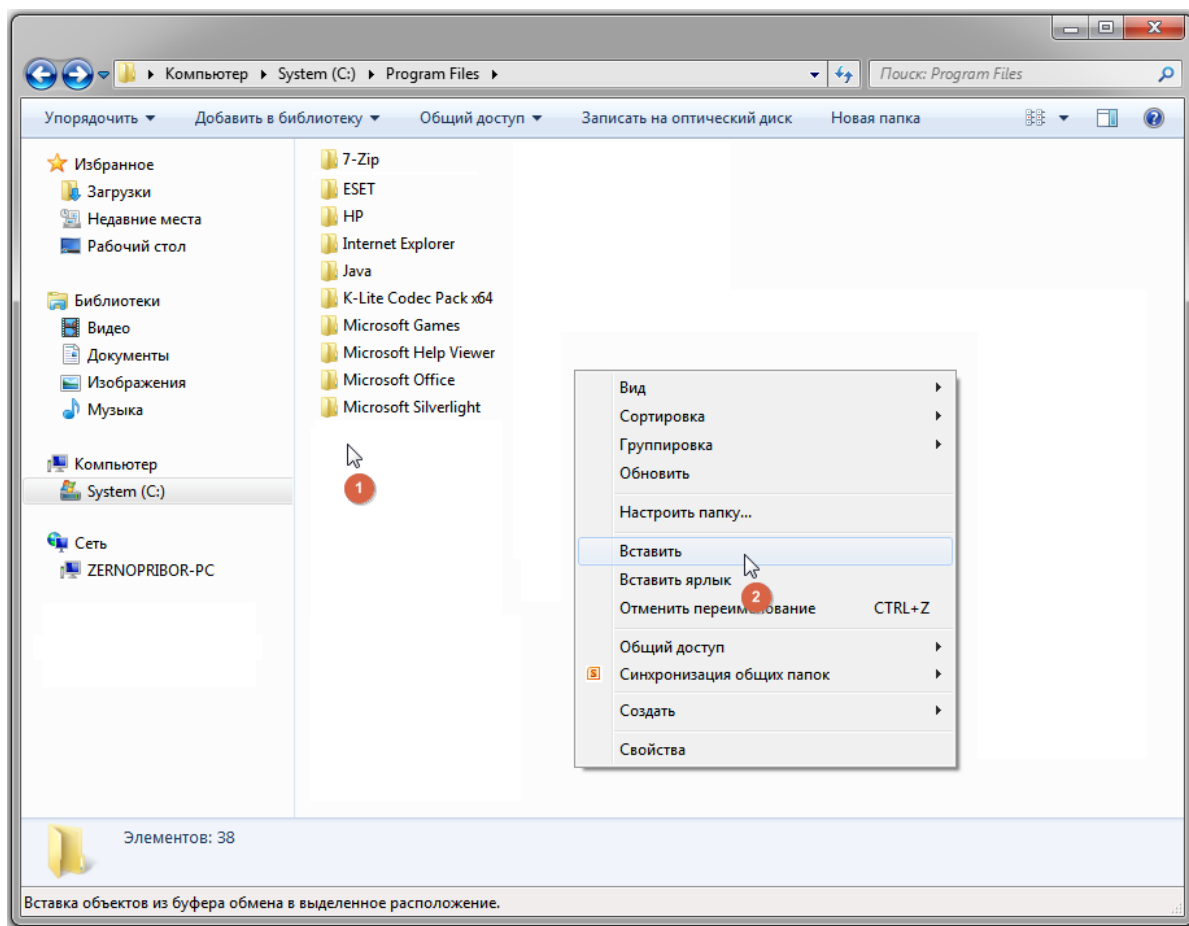 Компьютер System (C:) Program Files
Поиск: Program Files
Упорядочить Добавить в библиотеку Общий доступ Записать на оптический диск Новая папка
Избранное
Загрузки
Недавние места
Рабочий стол
Библиотеки
Видео
Документы
Изображения
Музыка
Компьютер
System (C:)
Сеть
ZERNOPRIBOR-PC
7-Zip
ESET
HP
Internet Explorer
Java
K-Lite Codec Pack x64
Microsoft Games
Microsoft Help Viewer
Microsoft Office
Microsoft Silverlight
1
Вид
Сортировка
Группировка
Обновить
Настроить папку...
Вставить
Вставить ярлык
2
Отменить переименование CTRL+Z
Общий доступ
S Синхронизация общих папок
Создать
Свойства
Элементов: 38
Вставка объектов из буфера обмена в выделенное расположение.